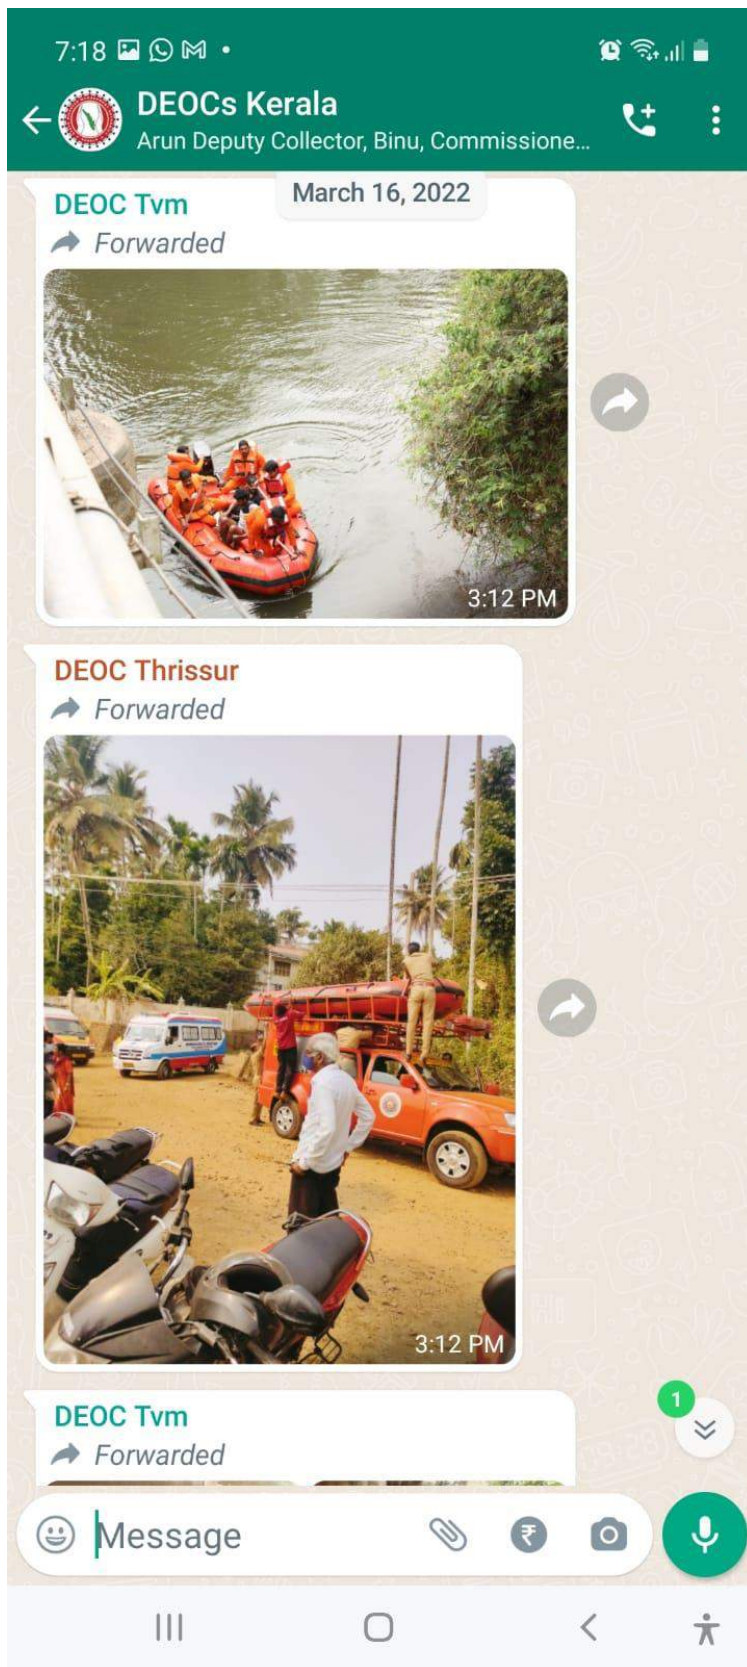 7:18
DEOCs Kerala
Arun Deputy Collector, Binu, Commissione...
March 16, 2022
DEOC Tvm
Forwarded
3:12 PM
DEOC Thrissur
Forwarded
3:12 PM
1
DEOC Tvm
Forwarded
Message
₹